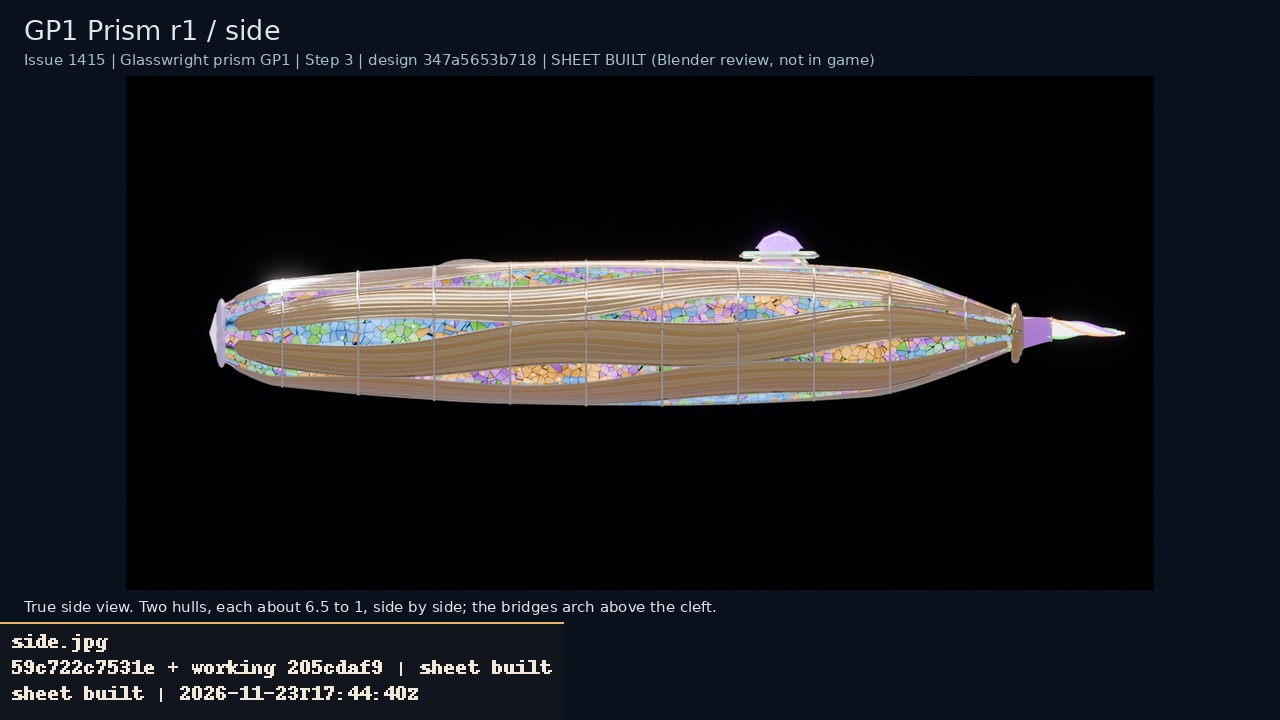 GP1 Prism r1 / side
Issue 1415 | Glasswright prism GP1 | Step 3 | design 347a5653b718 | SHEET BUILT (Blender review, not in game)
True side view. Two hulls, each about 6.5 to 1, side by side; the bridges arch above the cleft.
side.jpg
59c722c7531e + working 205cdaf9 | sheet built
sheet built | 2026-11-23T17:44:40Z